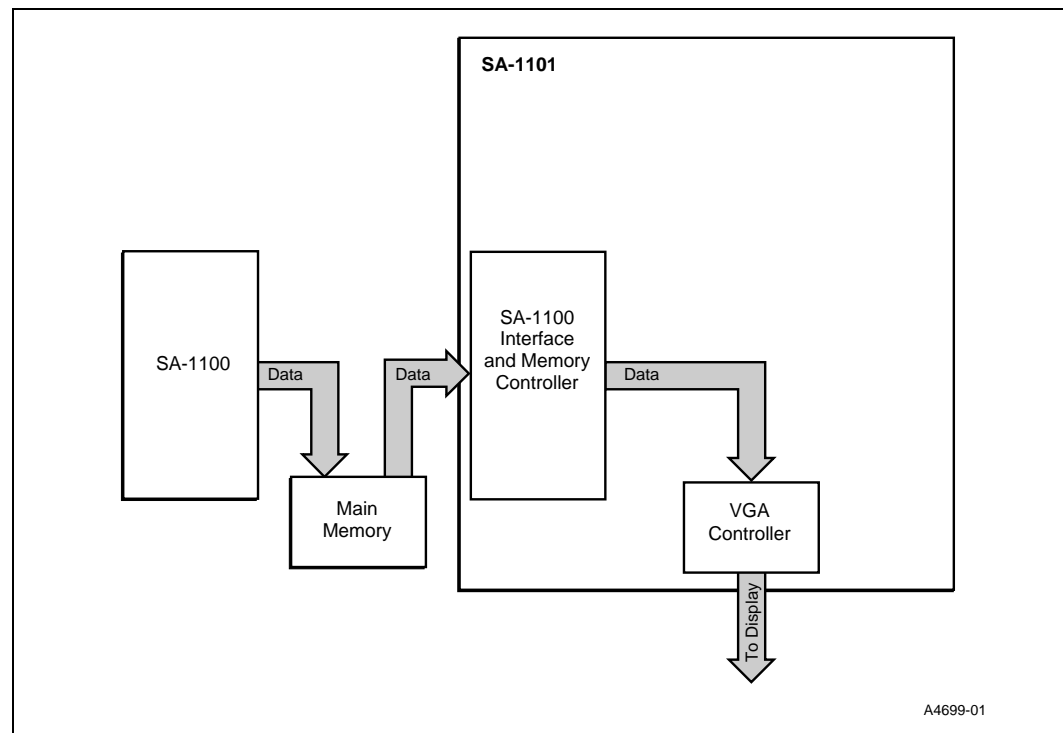 SA-1101
SA-1100
Data
Main
Memory
Data
SA-1100
Interface
and Memory
Controller
Data
VGA
Controller
To Display
A4699-01